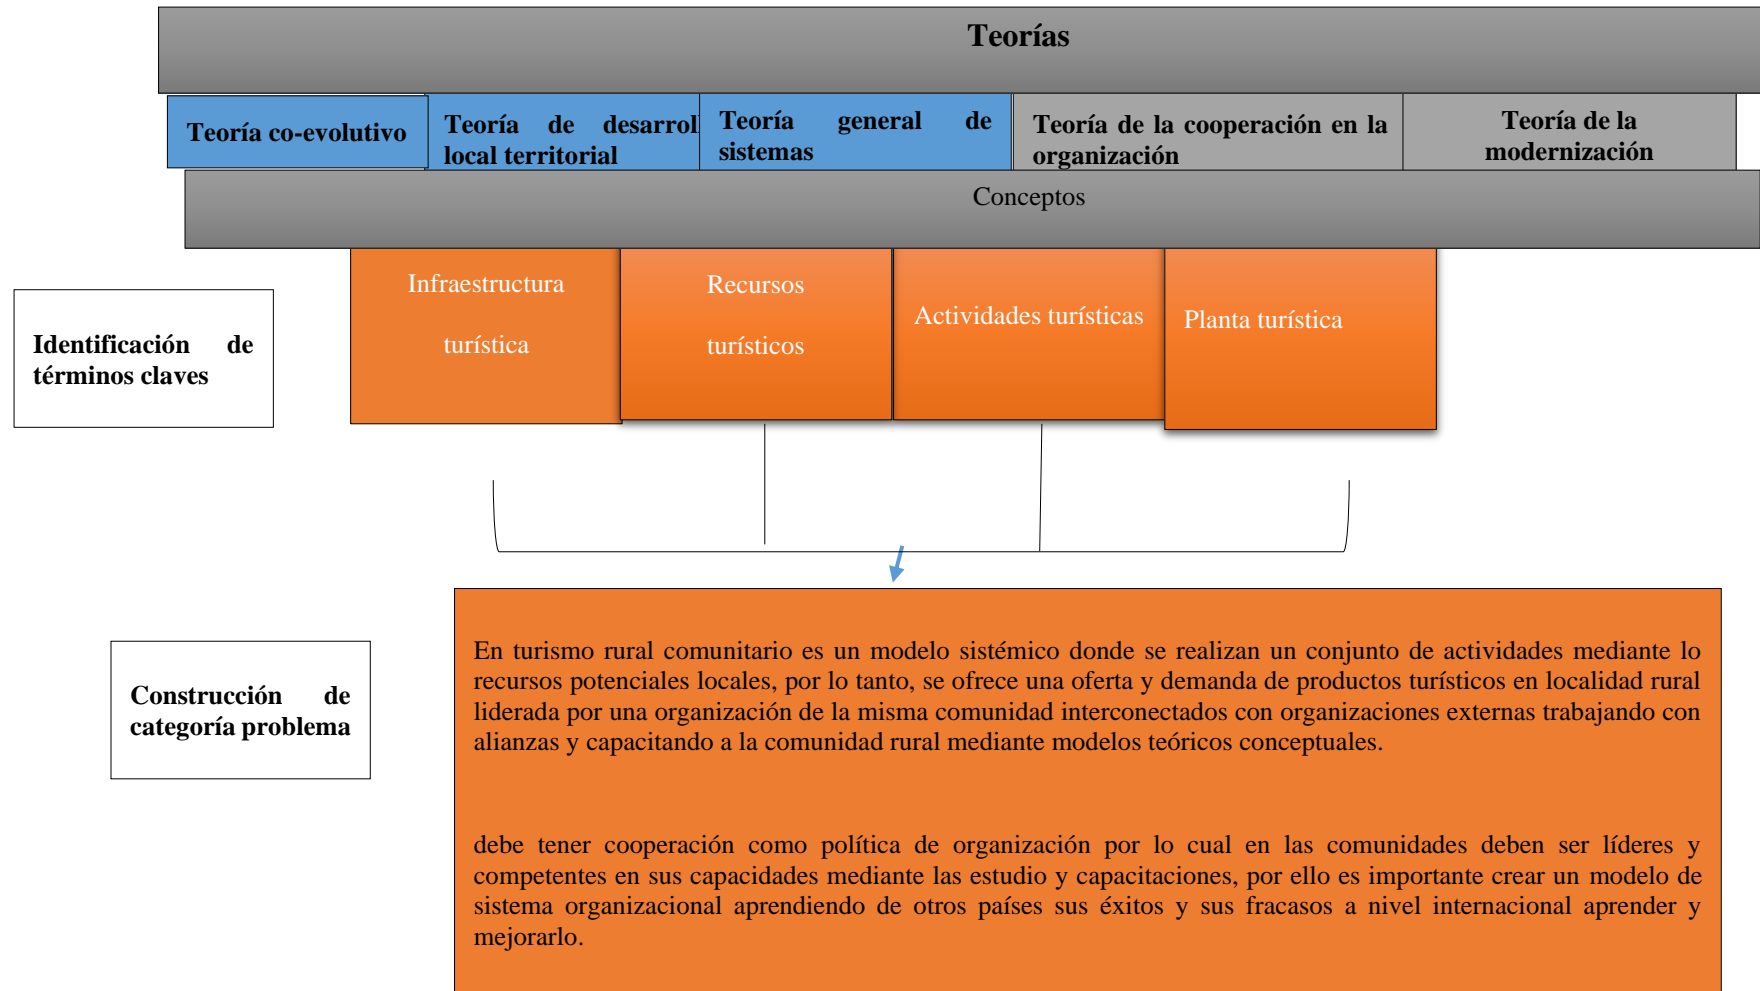 Teorías
Teoría co-evolutivo
Teoría de desarrol
local territorial
Teoría general de
sistemas
Teoría de la cooperación en la
organización
Teoría de la
modernización
Conceptos
Infraestructura
turística
Recursos
turísticos
Actividades turísticas
Planta turística
Identificación de
términos claves
Construcción de
categoría problema
En turismo rural comunitario es un modelo sistémico donde se realizan un conjunto de actividades mediante lo
recursos potenciales locales, por lo tanto, se ofrece una oferta y demanda de productos turísticos en localidad rural
liderada por una organización de la misma comunidad interconectados con organizaciones externas trabajando con
alianzas y capacitando a la comunidad rural mediante modelos teóricos conceptuales.
debe tener cooperación como política de organización por lo cual en las comunidades deben ser líderes y
competentes en sus capacidades mediante las estudio y capacitaciones, por ello es importante crear un modelo de
sistema organizacional aprendiendo de otros países sus éxitos y sus fracasos a nivel internacional aprender y
mejorarlo.